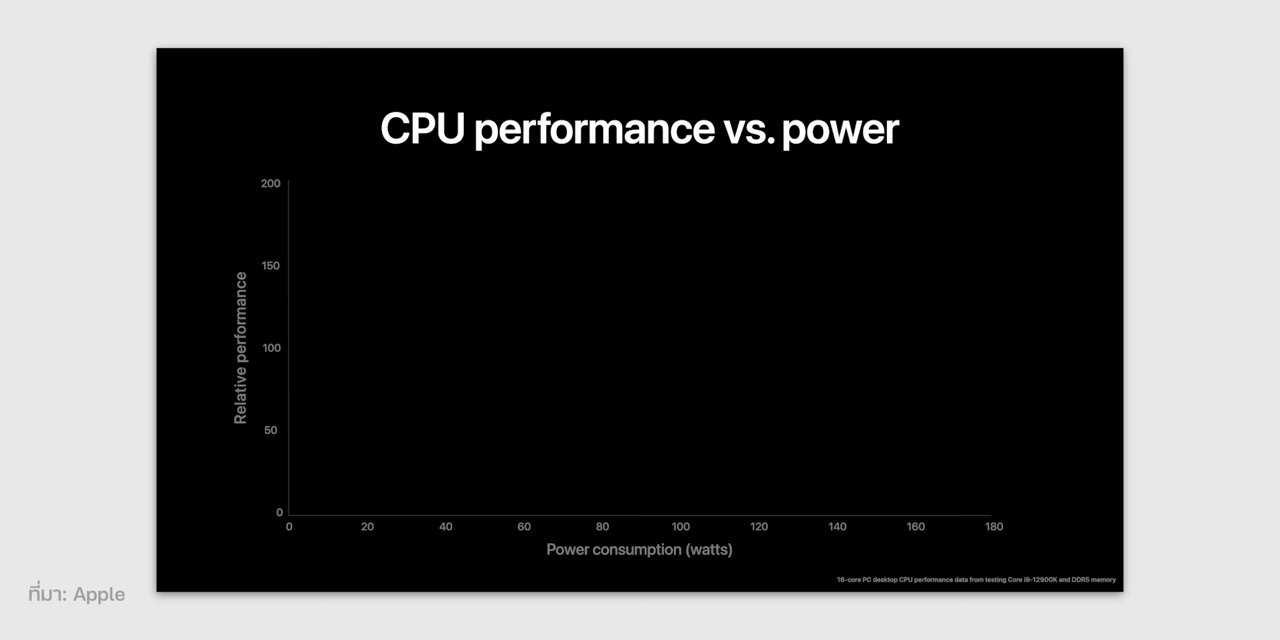 CPU performance vs. power
200
150
100
50
0
Relative performance
0 20 40 60 80 100 120 140 160 180
Power consumption (watts)
16-core PC desktop CPU performance data from testing Core i9-12900K and DDR5 memory
ที่มา: Apple